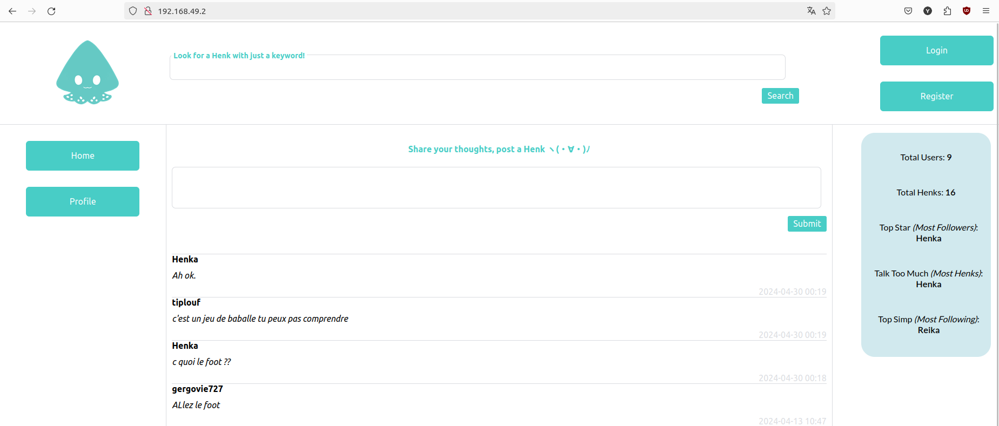 192.168.49.2
Look for a Henk with just a keyword!
Search
Login
Register
Home
Profile
Share your thoughts, post a Henk ヽ(・∀・)ﾉ
Submit
Henka
Ah ok.
2024-04-30 00:19
tiplouf
c'est un jeu de baballe tu peux pas comprendre
2024-04-30 00:19
Henka
c quoi le foot ??
2024-04-30 00:18
gergovie727
ALlez le foot
2024-04-13 10:47
Total Users: 9
Total Henks: 16
Top Star (Most Followers):
Henka
Talk Too Much (Most Henks):
Henka
Top Simp (Most Following):
Reika